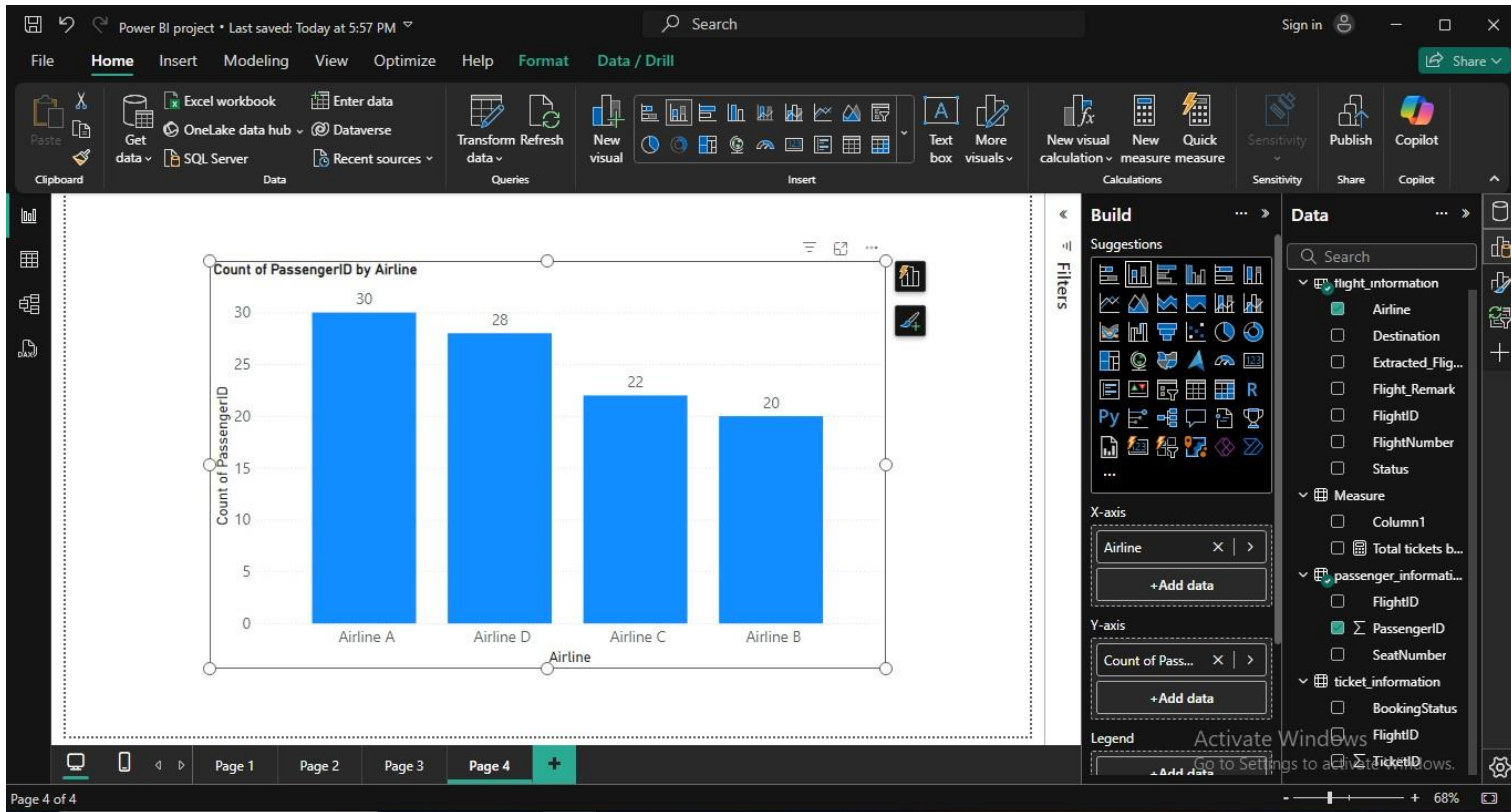 Power BI project • Last saved: Today at 5:57 PM
Search
Sign in
File Home Insert Modeling View Optimize Help Format Data / Drill
Share
Paste
Clipboard
Get data
Excel workbook
OneLake data hub
SQL Server
Enter data
Dataverse
Recent sources
Data
Transform data
Refresh
Queries
New visual
Text box
More visuals
Insert
New visual calculation
New measure
Quick measure
Calculations
Sensitivity
Sensitivity
Publish
Share
Copilot
Copilot
DAX
Count of PassengerID by Airline
Count of PassengerID
30
25
20
15
10
5
0
30
28
22
20
Airline A
Airline D
Airline C
Airline B
Airline
Filters
Build
Suggestions
123
R
Py
...
X-axis
Airline
+Add data
Y-axis
Count of Pass...
+Add data
Legend
+Add data
Data
Search
flight_information
Airline
Destination
Extracted_Flig...
Flight_Remark
FlightID
FlightNumber
Status
Measure
Column1
Total tickets b...
passenger_informati...
FlightID
∑ PassengerID
SeatNumber
ticket_information
BookingStatus
FlightID
∑ TicketID
Activate Windows
Go to Settings to activate Windows.
Page 1
Page 2
Page 3
Page 4
+
Page 4 of 4
- + 68%